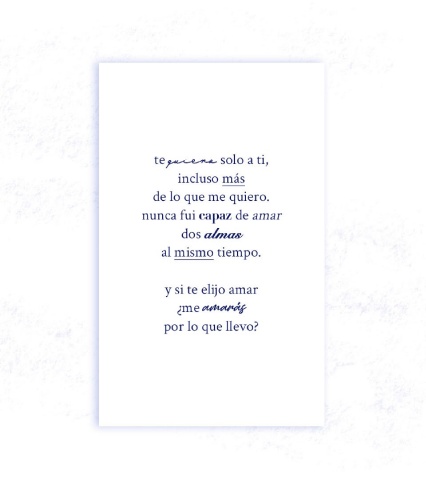 te quiero solo a ti,
incluso más
de lo que me quiero.
nunca fui capaz de amar
dos almas
al mismo tiempo.
y si te elijo amar
¿me amarás
por lo que llevo?